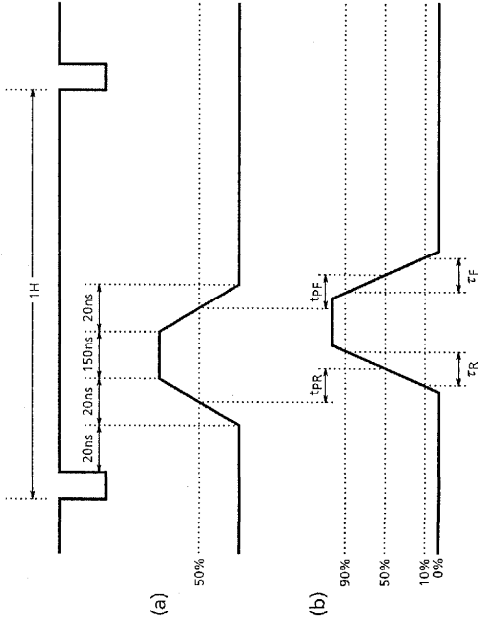 1H
20ns 20ns 150ns 20ns
(a)
50%
tPR tPF
(b)
90%
50%
10%
0%
τR τF